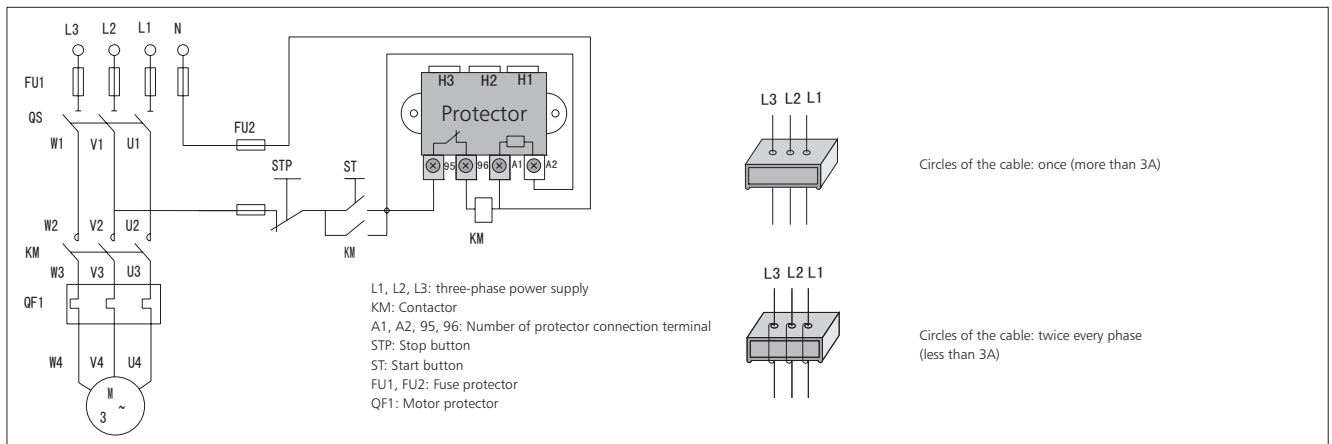 L3 L2 L1 N
FU1
H3 H2 H1
Protector
QS
FU2
W1 V1 U1
95 96 A1 A2
STP ST
W2 V2 U2
KM KM KM
W3 V3 U3
QF1
W4 V4 U4
M
3 ~
L1, L2, L3: three-phase power supply
KM: Contactor
A1, A2, 95, 96: Number of protector connection terminal
STP: Stop button
ST: Start button
FU1, FU2: Fuse protector
QF1: Motor protector
L3 L2 L1
Circles of the cable: once (more than 3A)
L3 L2 L1
Circles of the cable: twice every phase
(less than 3A)